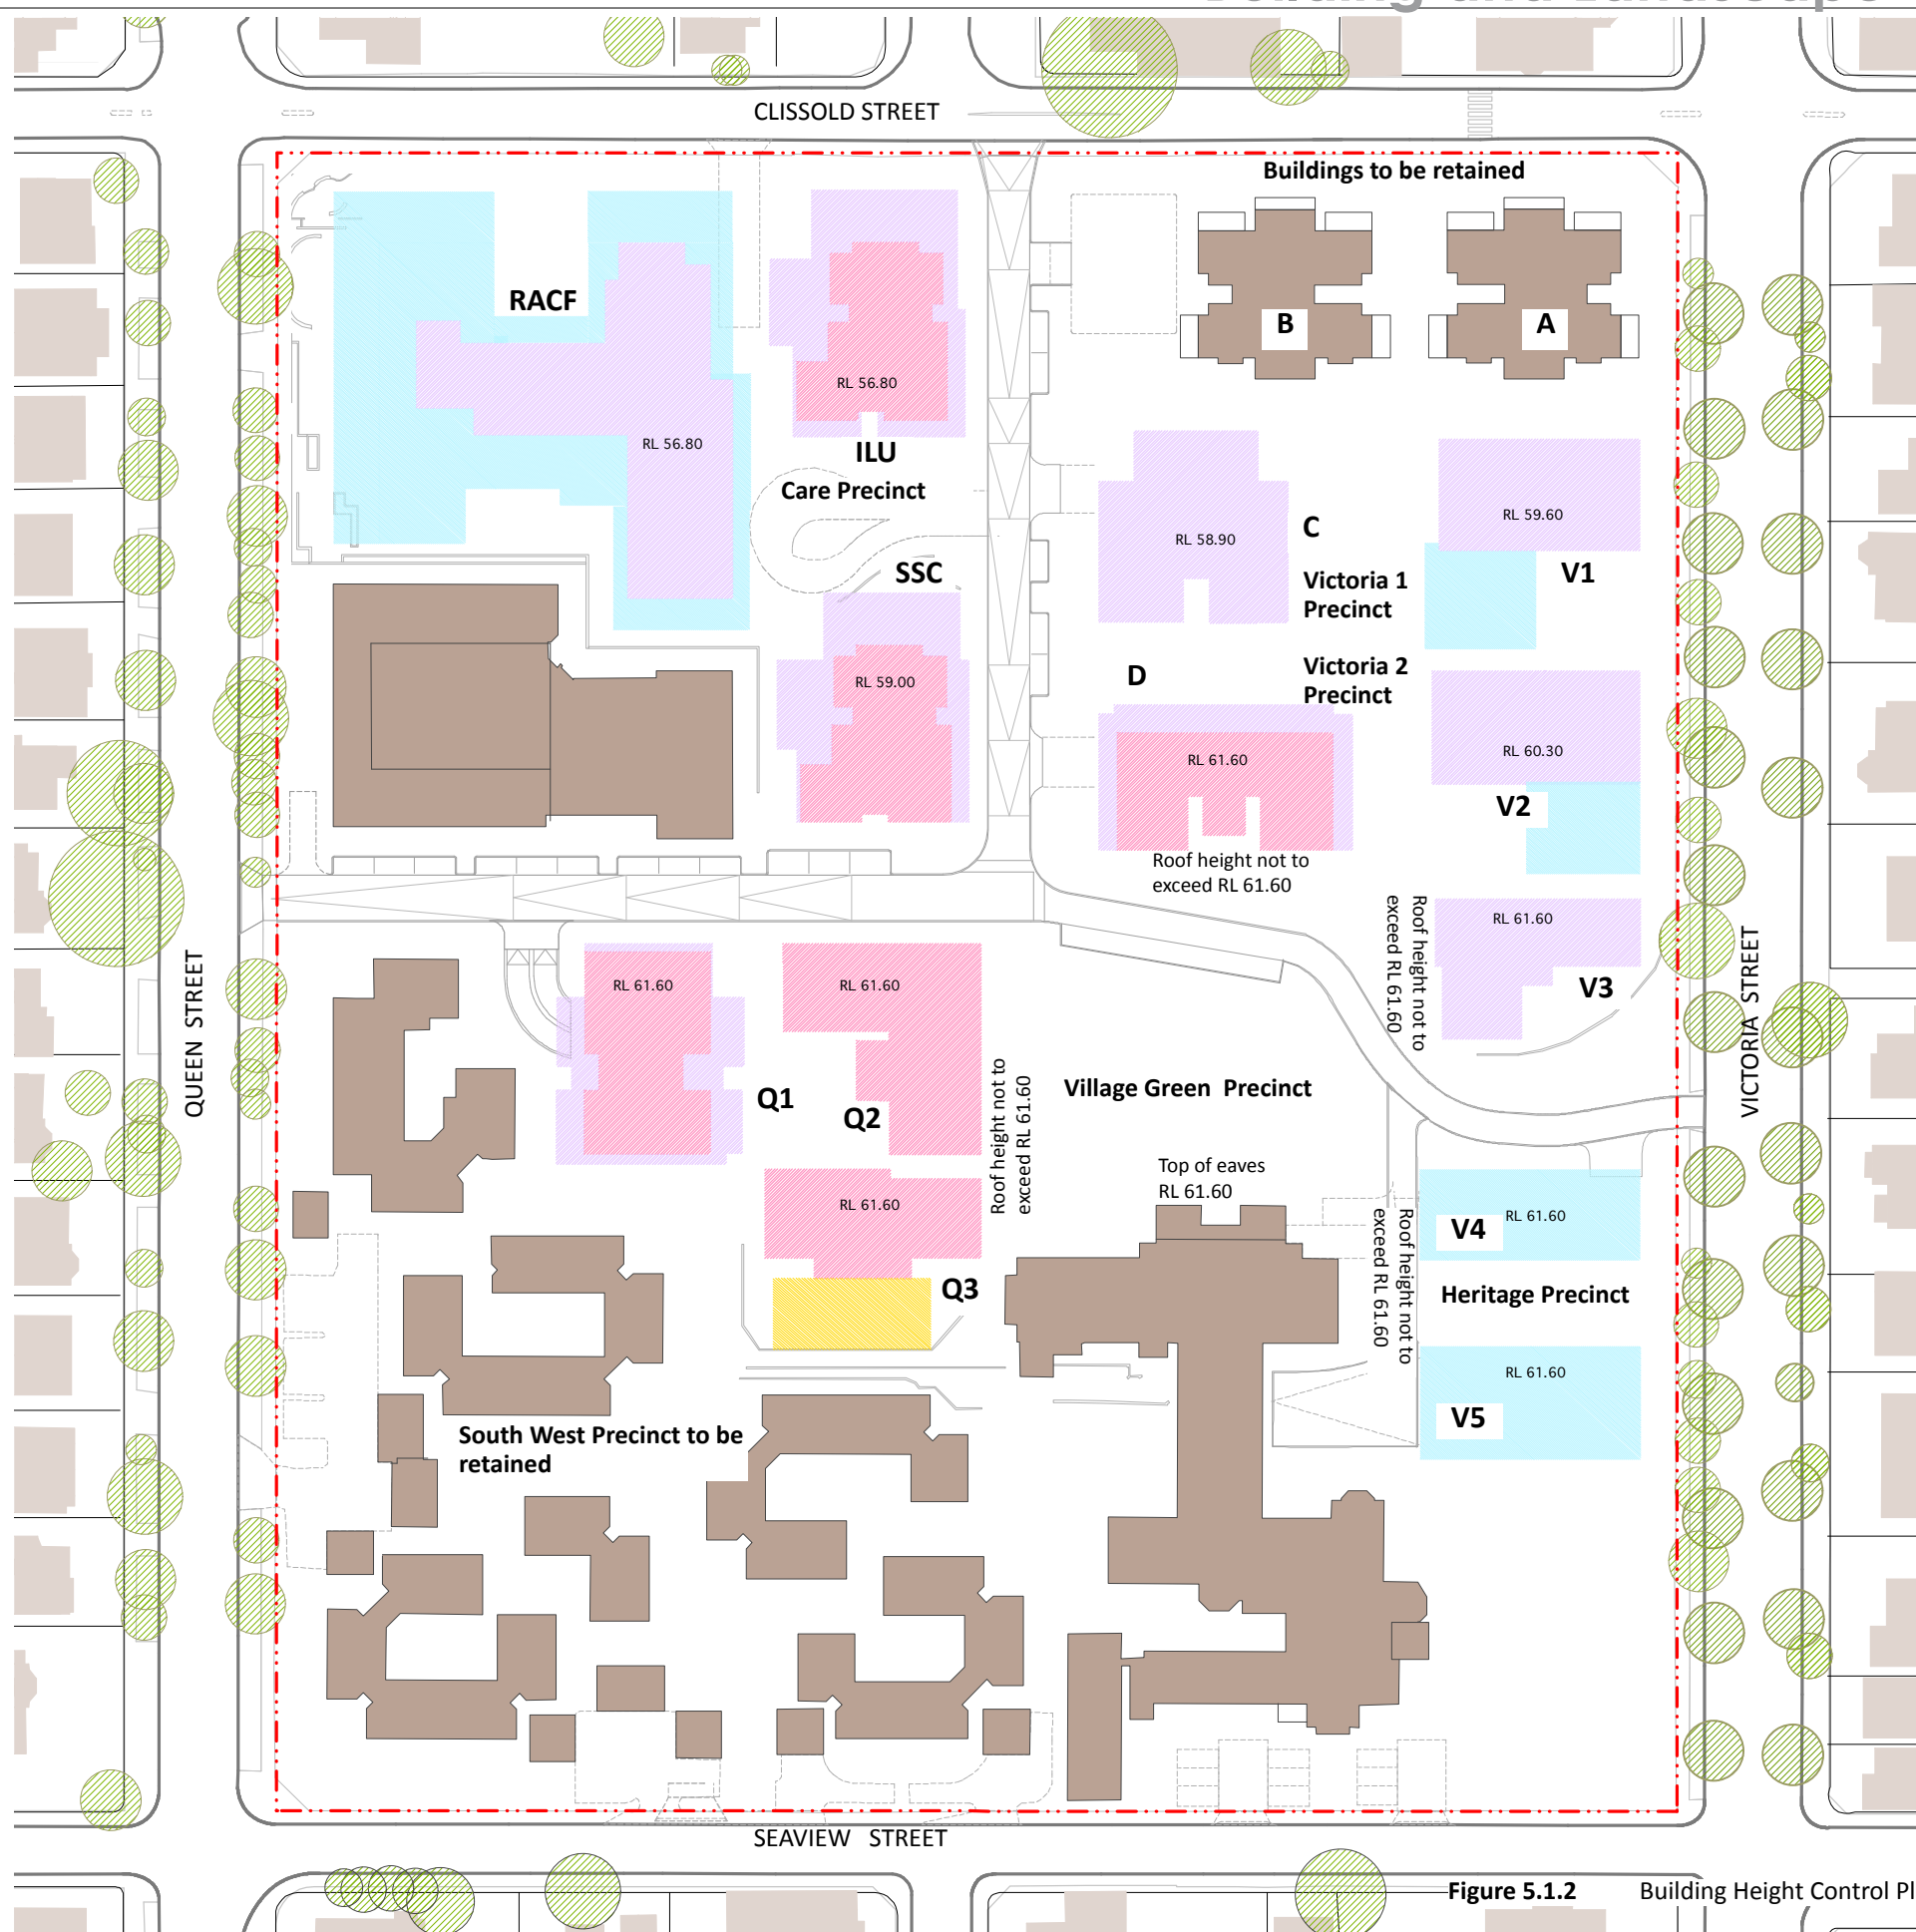 CLISSOLD STREET
Buildings to be retained
RACF
B
A
RL 56.80
RL 56.80
ILU
Care Precinct
RL 58.90
C
RL 59.60
V1
SSC
Victoria 1
Precinct
RL 59.00
D
Victoria 2
Precinct
RL 61.60
RL 60.30
V2
Roof height not to
exceed RL 61.60
Roof height not to
exceed RL 61.60
RL 61.60
V3
QUEEN STREET
VICTORIA STREET
RL 61.60
RL 61.60
Q1
Q2
Roof height not to
exceed RL 61.60
Village Green Precinct
Top of eaves
RL 61.60
RL 61.60
Q3
Roof height not to
exceed RL 61.60
V4
RL 61.60
Heritage Precinct
RL 61.60
V5
South West Precinct to be
retained
SEAVIEW STREET
Figure 5.1.2 Building Height Control Pl